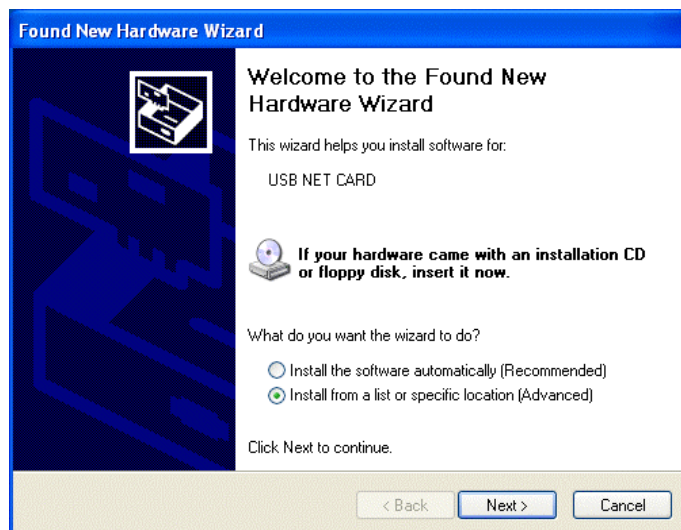 Found New Hardware Wizard
Welcome to the Found New
Hardware Wizard
This wizard helps you install software for:
USB NET CARD
If your hardware came with an installation CD
or floppy disk, insert it now.
What do you want the wizard to do?
Install the software automatically (Recommended)
Install from a list or specific location (Advanced)
Click Next to continue.
< Back
Next >
Cancel